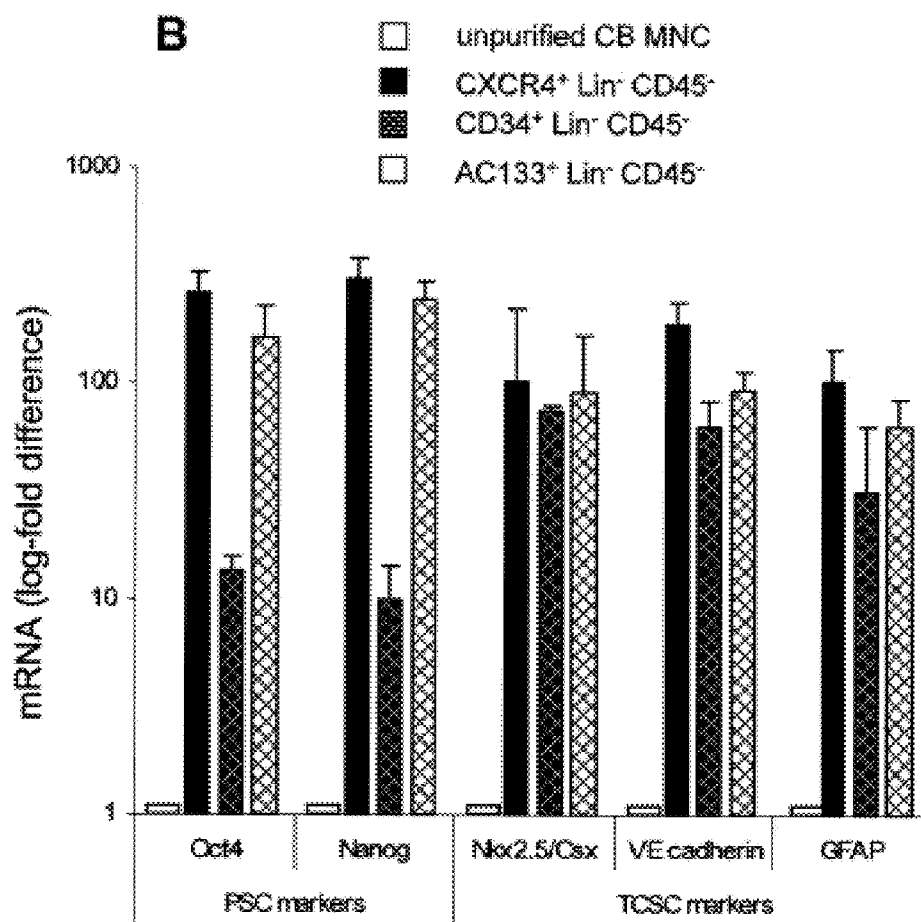 B
unpurified CB MNC
CXCR4⁺ Lin⁻ CD45⁻
CD34⁺ Lin⁻ CD45⁻
AC133⁺ Lin⁻ CD45⁻
mRNA (log-fold difference)
1000
100
10
1
Oct4 Nanog Nkx2.5/Csx VE cadherin GFAP
PSC markers TCSC markers